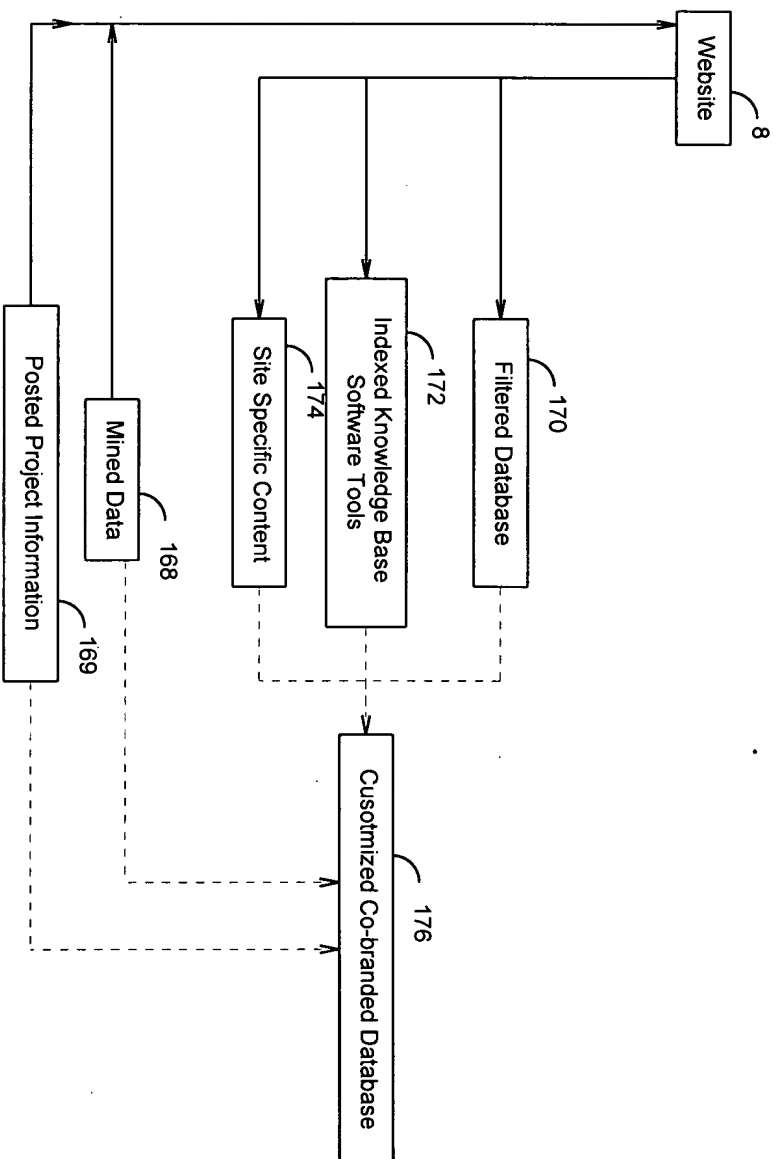 Website
8
Filtered Database
170
Indexed Knowledge Base
Software Tools
172
Site Specific Content
174
Mined Data
168
Posted Project Information
169
Cusotmized Co-branded Database
176